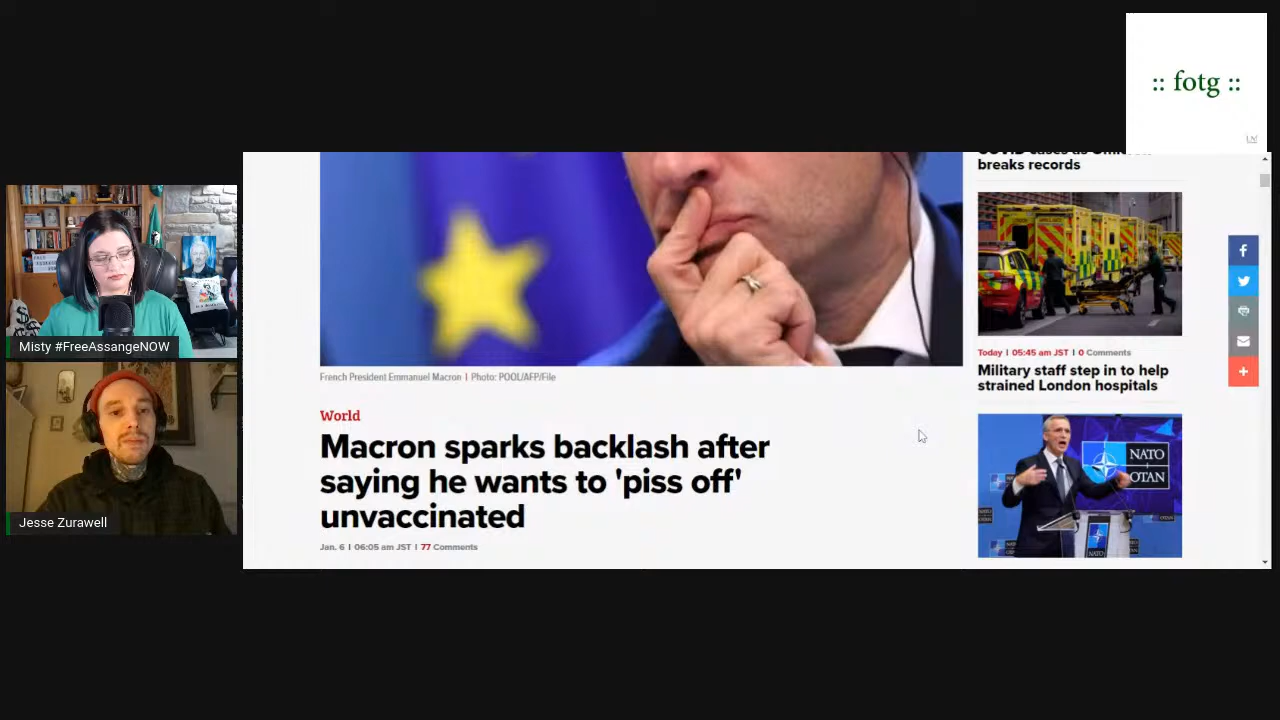 :: fotg ::
breaks records
Misty #FreeAssangeNOW
Jesse Zurawell
French President Emmanuel Macron | Photo: POOL/AFP/File
World
Macron sparks backlash after
saying he wants to 'piss off'
unvaccinated
Jan. 6 | 06:05 am JST | 77 Comments
Today | 05:45 am JST | 0 Comments
Military staff step in to help
strained London hospitals
NATO
OTAN
NATO